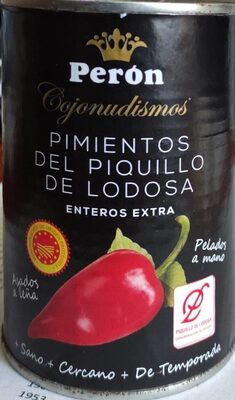 Perón
Cojonudismos
PIMIENTOS
DEL PIQUILLO
DE LODOSA
ENTEROS EXTRA
Pelados
a mano
Asados
a leña
PIQUILLO DE LODOSA
+ Sano + Cercano + De Temporada
1953